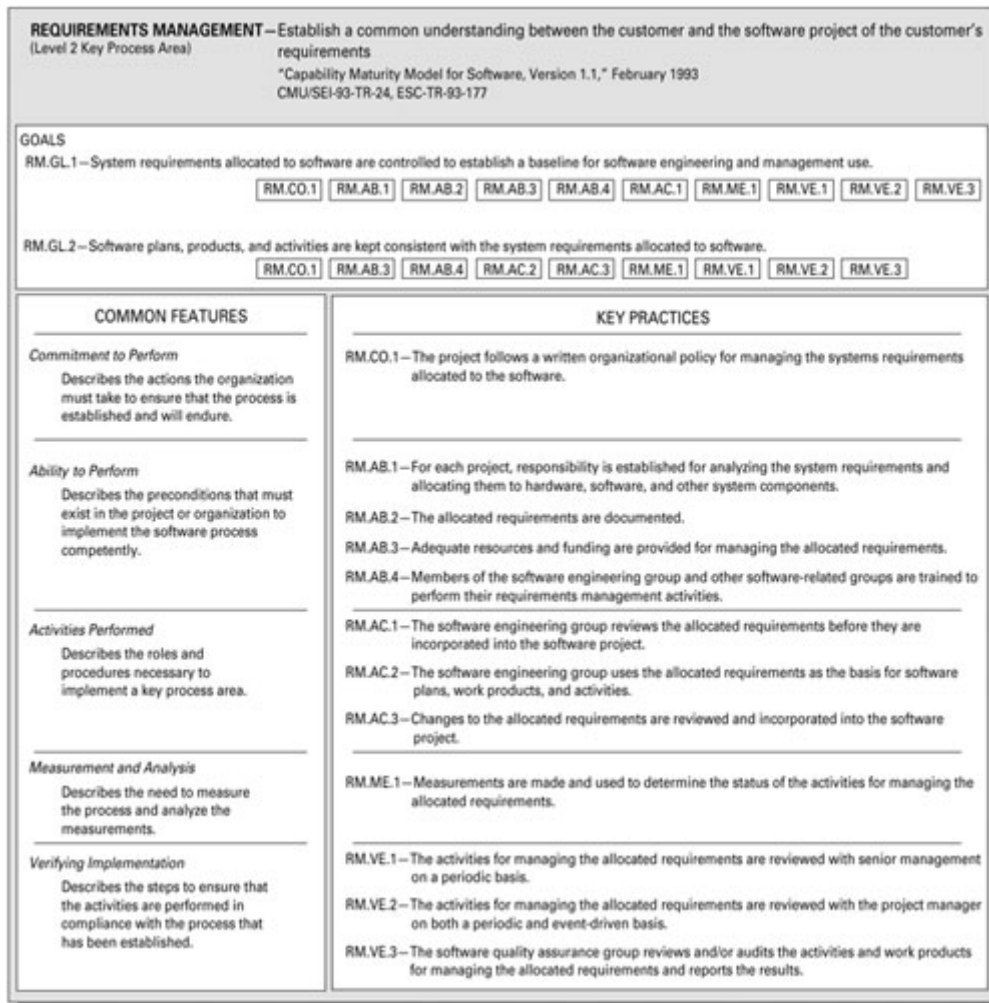 REQUIREMENTS MANAGEMENT—Establish a common understanding between the customer and the software project of the customer's
(Level 2 Key Process Area)
requirements
"Capability Maturity Model for Software, Version 1.1," February 1993
CMU/SEI-93-TR-24, ESC-TR-93-177
GOALS
RM.GL.1—System requirements allocated to software are controlled to establish a baseline for software engineering and management use.
RM.CO.1 RM.AB.1 RM.AB.2 RM.AB.3 RM.AB.4 RM.AC.1 RM.ME.1 RM.VE.1 RM.VE.2 RM.VE.3
RM.GL.2—Software plans, products, and activities are kept consistent with the system requirements allocated to software.
RM.CO.1 RM.AB.3 RM.AB.4 RM.AC.2 RM.AC.3 RM.ME.1 RM.VE.1 RM.VE.2 RM.VE.3
COMMON FEATURES
Commitment to Perform
Describes the actions the organization
must take to ensure that the process is
established and will endure.
Ability to Perform
Describes the preconditions that must
exist in the project or organization to
implement the software process
competently.
Activities Performed
Describes the roles and
procedures necessary to
implement a key process area.
Measurement and Analysis
Describes the need to measure
the process and analyze the
measurements.
Verifying Implementation
Describes the steps to ensure that
the activities are performed in
compliance with the process that
has been established.
KEY PRACTICES
RM.CO.1—The project follows a written organizational policy for managing the systems requirements
allocated to the software.
RM.AB.1—For each project, responsibility is established for analyzing the system requirements and
allocating them to hardware, software, and other system components.
RM.AB.2—The allocated requirements are documented.
RM.AB.3—Adequate resources and funding are provided for managing the allocated requirements.
RM.AB.4—Members of the software engineering group and other software-related groups are trained to
perform their requirements management activities.
RM.AC.1—The software engineering group reviews the allocated requirements before they are
incorporated into the software project.
RM.AC.2—The software engineering group uses the allocated requirements as the basis for software
plans, work products, and activities.
RM.AC.3—Changes to the allocated requirements are reviewed and incorporated into the software
project.
RM.ME.1—Measurements are made and used to determine the status of the activities for managing the
allocated requirements.
RM.VE.1—The activities for managing the allocated requirements are reviewed with senior management
on a periodic basis.
RM.VE.2—The activities for managing the allocated requirements are reviewed with the project manager
on both a periodic and event-driven basis.
RM.VE.3—The software quality assurance group reviews and/or audits the activities and work products
for managing the allocated requirements and reports the results.